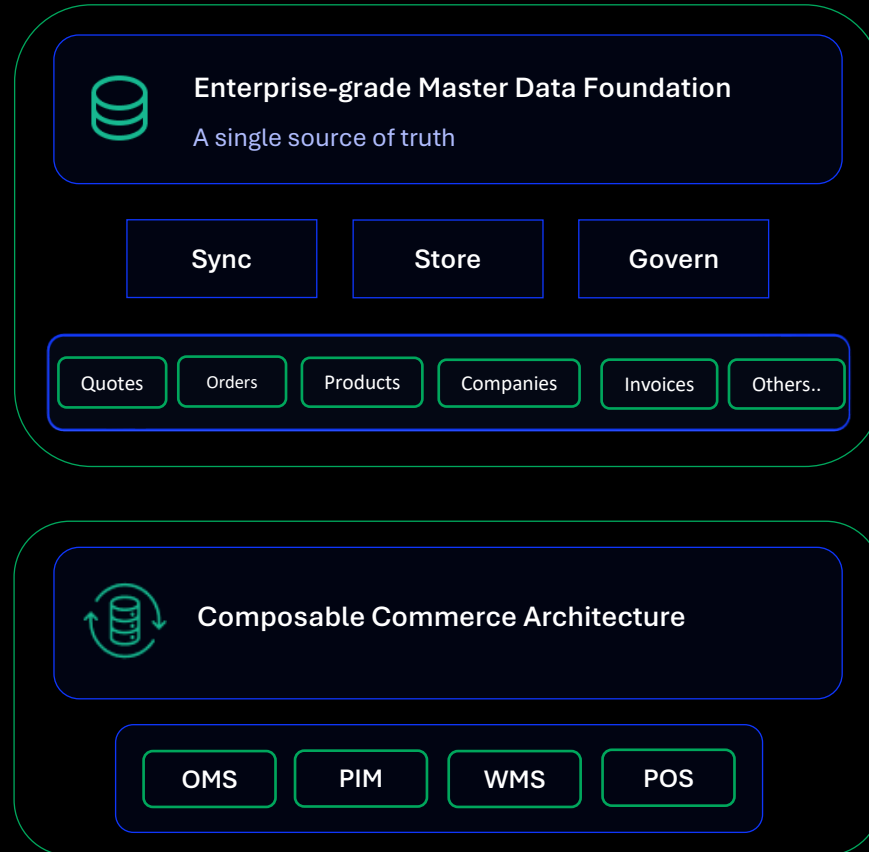 Enterprise-grade Master Data Foundation
A single source of truth
Sync Store Govern
Quotes Orders Products Companies Invoices Others..
Composable Commerce Architecture
OMS PIM WMS POS